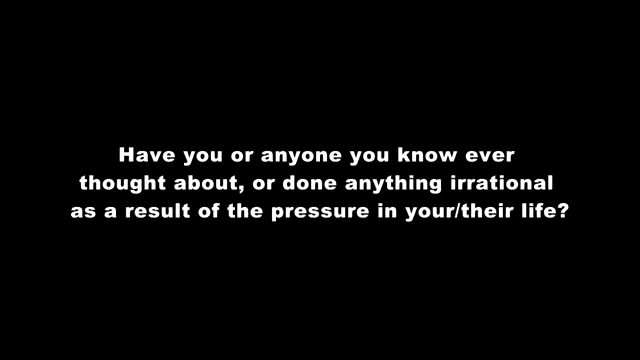 Have you or anyone you know ever
thought about, or done anything irrational
as a result of the pressure in your/their life?